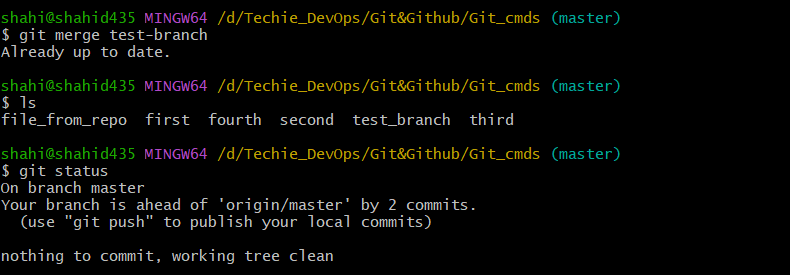 shahi@shahid435 MINGW64 /d/Techie_DevOps/Git&Github/Git_cmds (master)
$ git merge test-branch
Already up to date.
shahi@shahid435 MINGW64 /d/Techie_DevOps/Git&Github/Git_cmds (master)
$ ls
file_from_repo  first  fourth  second  test_branch  third
shahi@shahid435 MINGW64 /d/Techie_DevOps/Git&Github/Git_cmds (master)
$ git status
On branch master
Your branch is ahead of 'origin/master' by 2 commits.
  (use "git push" to publish your local commits)
nothing to commit, working tree clean